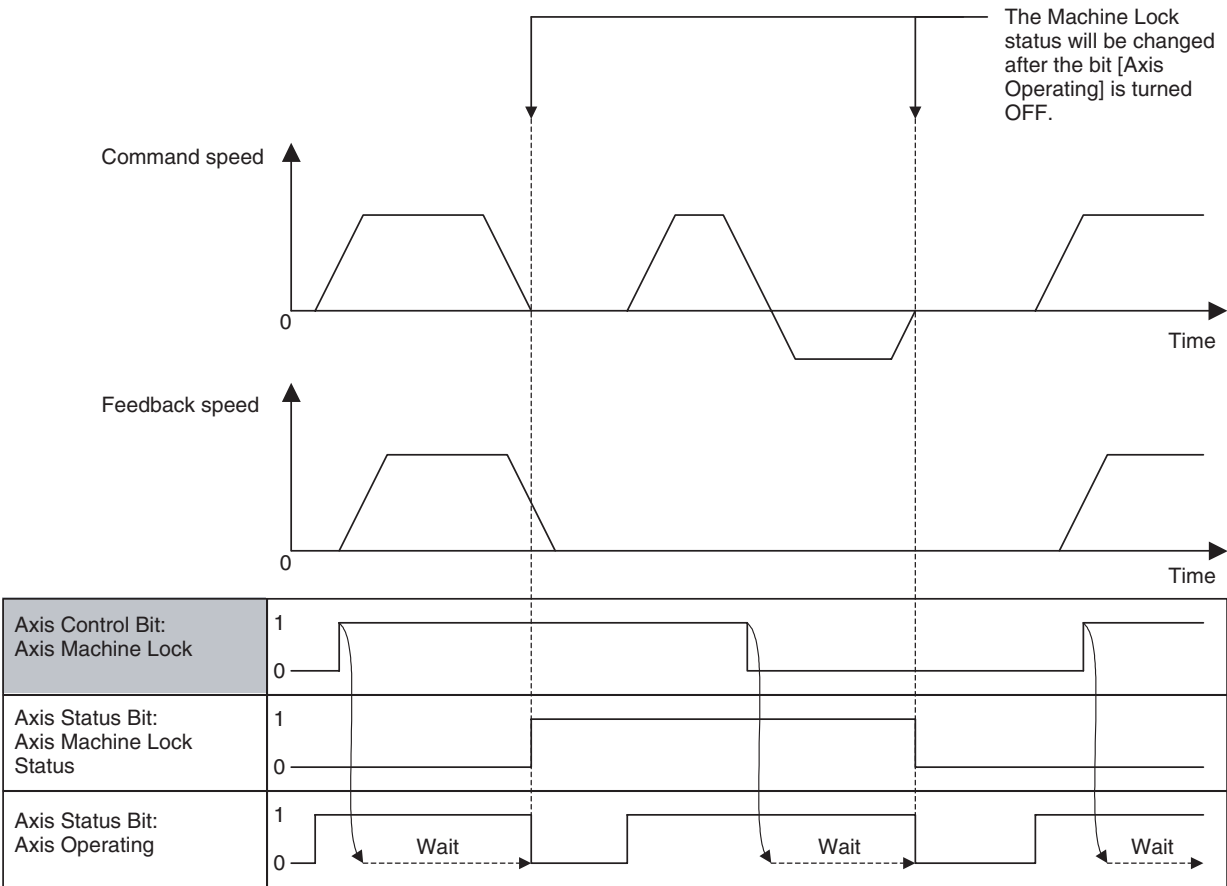 The Machine Lock
status will be changed
after the bit [Axis
Operating] is turned
OFF.
Command speed
0
Time
Feedback speed
0
Time
Axis Control Bit:
Axis Machine Lock
1
0
Axis Status Bit:
Axis Machine Lock
Status
1
0
Axis Status Bit:
Axis Operating
1
0
Wait
Wait
Wait